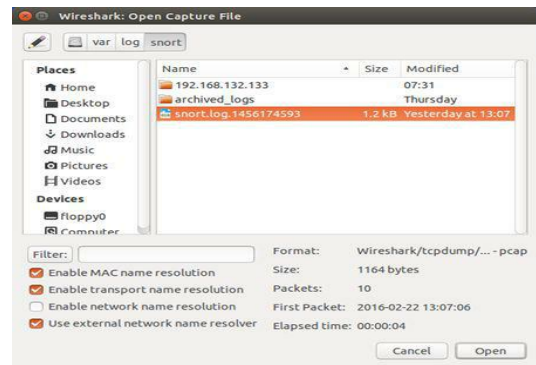 Wireshark: Open Capture File
var log snort
Places
Home
Desktop
Documents
Downloads
Music
Pictures
Videos
Devices
floppy0
Computer
Name Size Modified
192.168.132.133 07:31
archived_logs Thursday
snort.log.1456174593 1.2 kB Yesterday at 13:07
Filter:
Enable MAC name resolution
Enable transport name resolution
Enable network name resolution
Use external network name resolver
Format: Wireshark/tcpdump/... - pcap
Size: 1164 bytes
Packets: 10
First Packet: 2016-02-22 13:07:06
Elapsed time: 00:00:04
Cancel Open